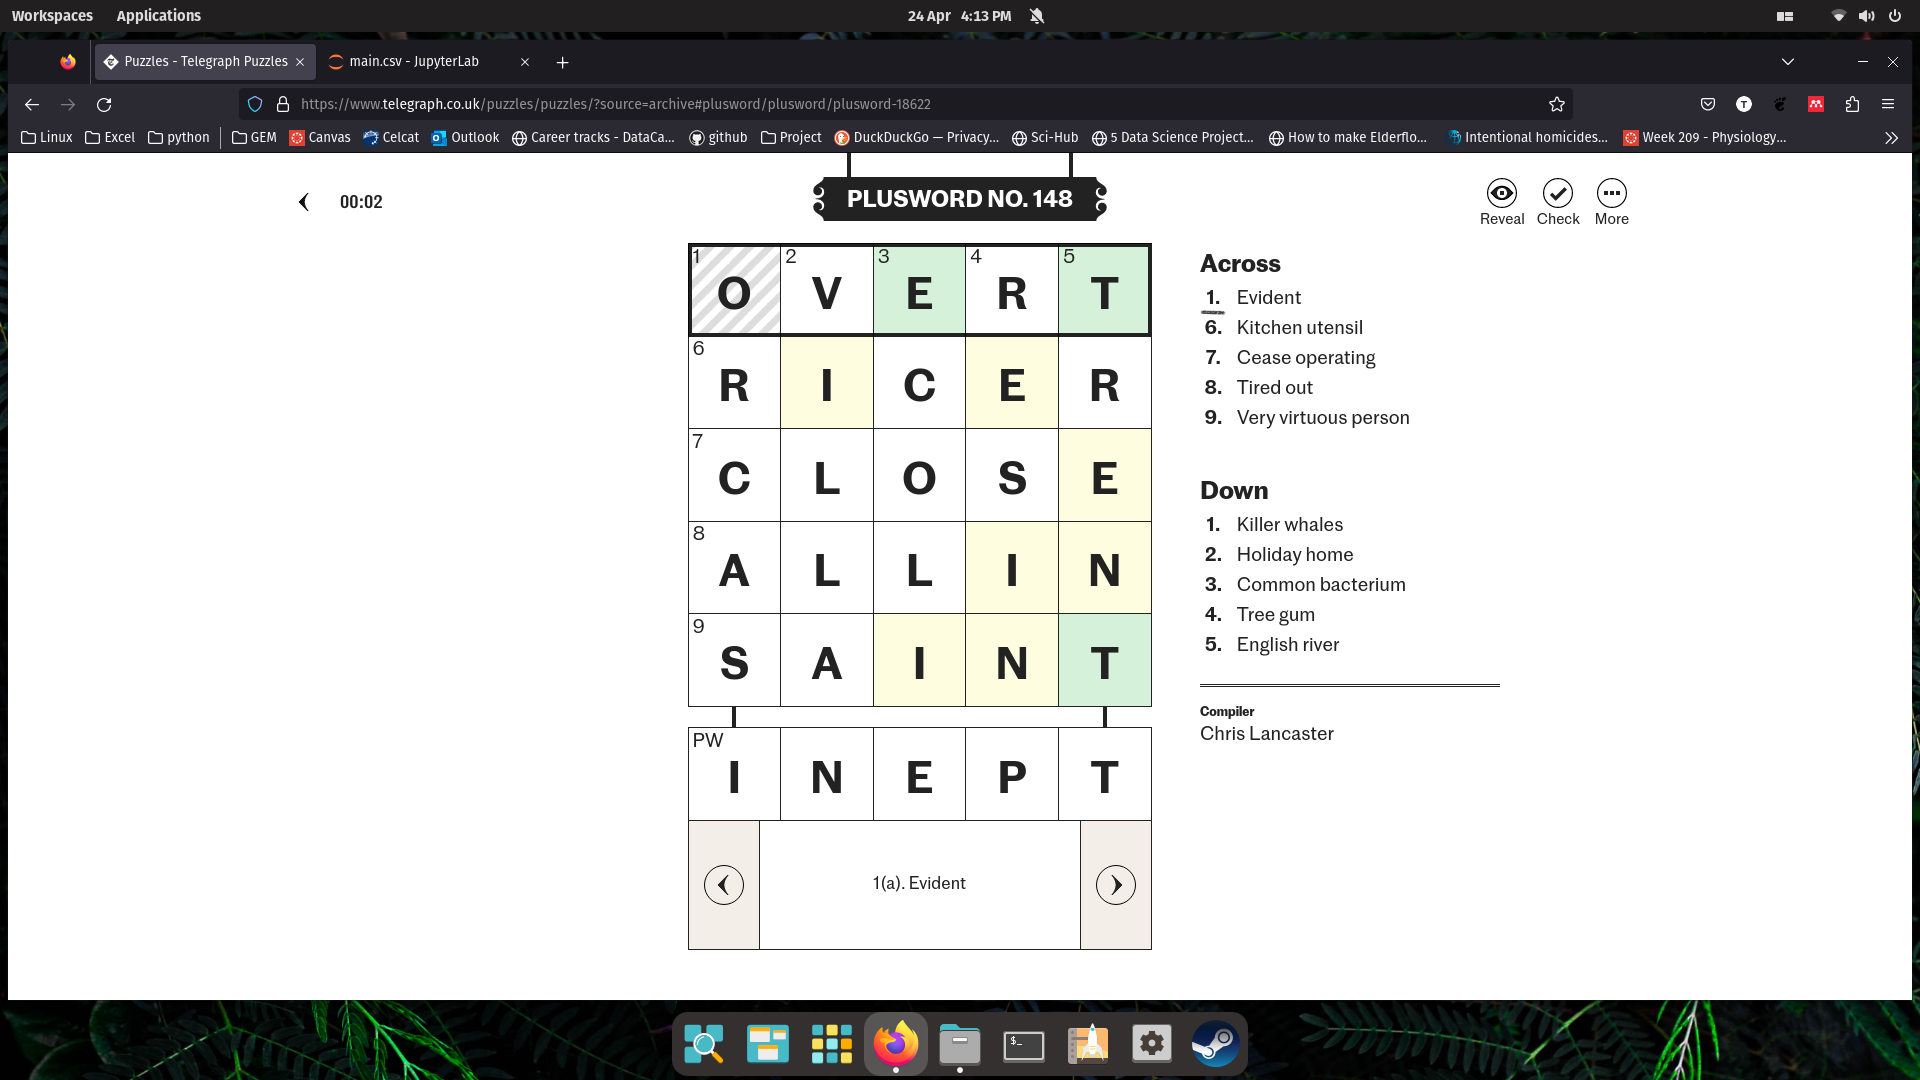 Workspaces Applications 24 Apr 4:13 PM
Puzzles - Telegraph Puzzles main.csv - JupyterLab
https://www.telegraph.co.uk/puzzles/puzzles/?source=archive#plusword/plusword/plusword-18622
Linux Excel python GEM Canvas Celcat Outlook Career tracks - DataCa… github Project DuckDuckGo — Privacy… Sci-Hub 5 Data Science Project… How to make Elderflo… Intentional homicides… Week 209 - Physiology…
00:02 PLUSWORD NO. 148 Reveal Check More
1 O 2 V 3 E 4 R 5 T
6 R I C E R
7 C L O S E
8 A L L I N
9 S A I N T
PW I N E P T
1(a). Evident
Across
1. Evident
6. Kitchen utensil
7. Cease operating
8. Tired out
9. Very virtuous person
Down
1. Killer whales
2. Holiday home
3. Common bacterium
4. Tree gum
5. English river
Compiler
Chris Lancaster
$_